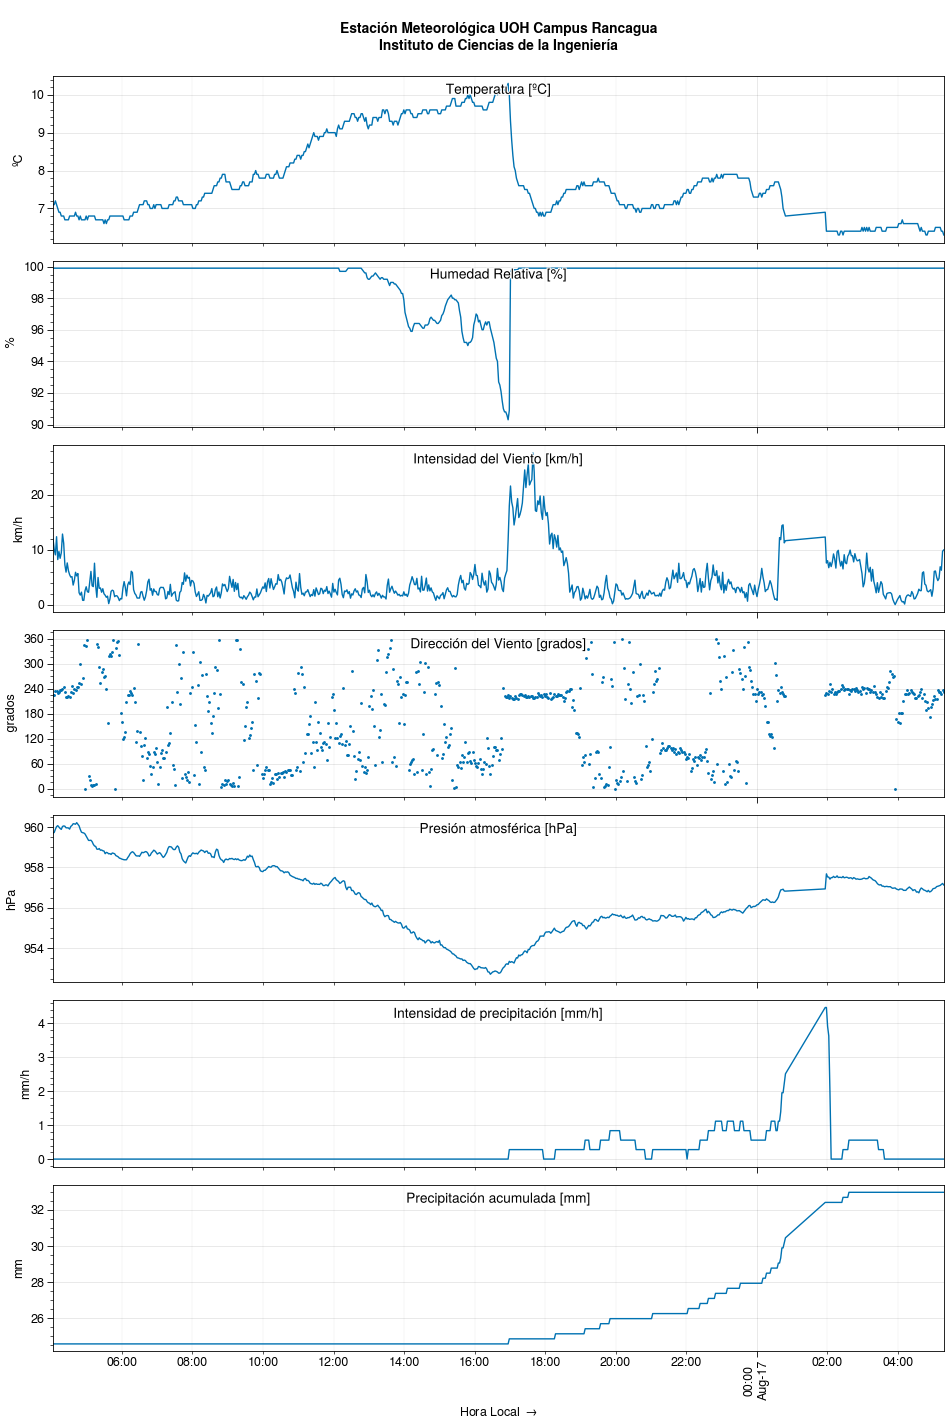 Estación Meteorológica UOH Campus Rancagua
Instituto de Ciencias de la Ingeniería
Temperatura [ºC]
ºC
10
9
8
7
Humedad Relativa [%]
%
100
98
96
94
92
90
Intensidad del Viento [km/h]
km/h
20
10
0
Dirección del Viento [grados]
grados
360
300
240
180
120
60
0
Presión atmosférica [hPa]
hPa
960
958
956
954
Intensidad de precipitación [mm/h]
mm/h
4
3
2
1
0
Precipitación acumulada [mm]
mm
32
30
28
26
06:00
08:00
10:00
12:00
14:00
16:00
18:00
20:00
22:00
00:00
Aug-17
02:00
04:00
Hora Local →